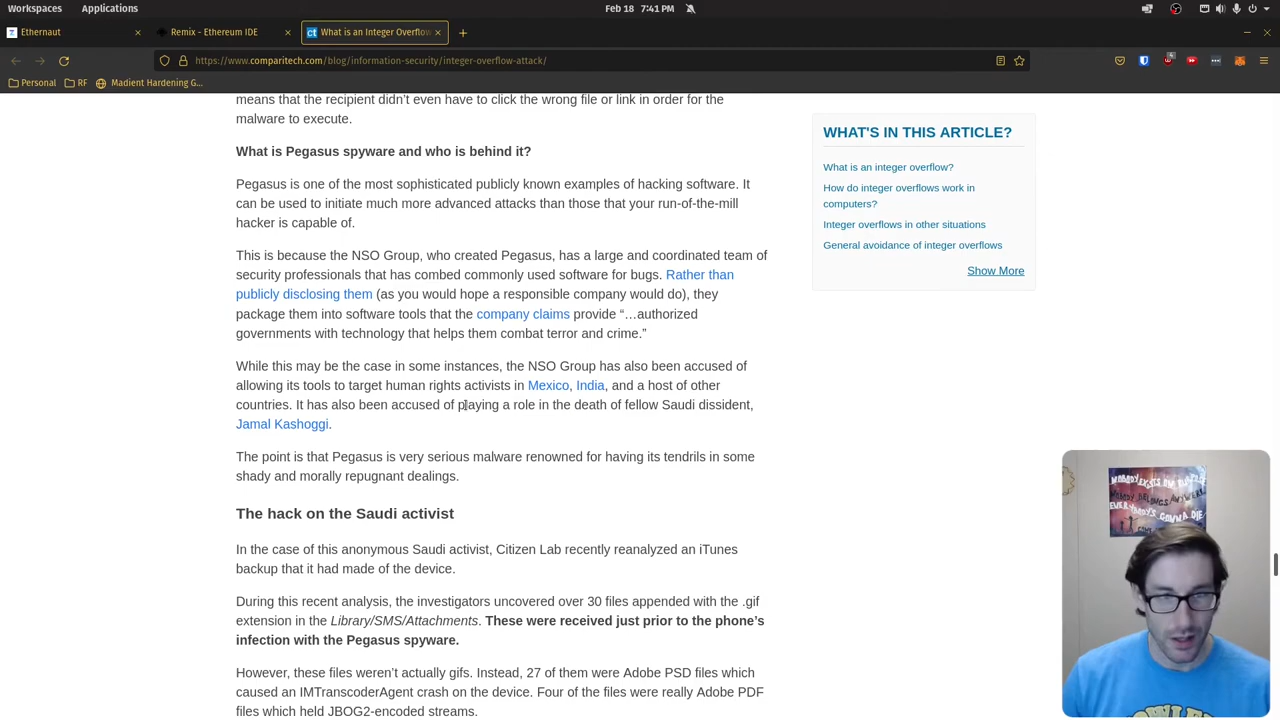 Workspaces Applications Feb 18 7:41 PM
Ethernaut
Remix - Ethereum IDE
ct What is an Integer Overflow
https://www.comparitech.com/blog/information-security/integer-overflow-attack/
Personal RF Madient Hardening G...
means that the recipient didn’t even have to click the wrong file or link in order for the
malware to execute.
What is Pegasus spyware and who is behind it?
Pegasus is one of the most sophisticated publicly known examples of hacking software. It
can be used to initiate much more advanced attacks than those that your run-of-the-mill
hacker is capable of.
This is because the NSO Group, who created Pegasus, has a large and coordinated team of
security professionals that has combed commonly used software for bugs. Rather than
publicly disclosing them (as you would hope a responsible company would do), they
package them into software tools that the company claims provide “…authorized
governments with technology that helps them combat terror and crime.”
While this may be the case in some instances, the NSO Group has also been accused of
allowing its tools to target human rights activists in Mexico, India, and a host of other
countries. It has also been accused of playing a role in the death of fellow Saudi dissident,
Jamal Kashoggi.
The point is that Pegasus is very serious malware renowned for having its tendrils in some
shady and morally repugnant dealings.
The hack on the Saudi activist
In the case of this anonymous Saudi activist, Citizen Lab recently reanalyzed an iTunes
backup that it had made of the device.
During this recent analysis, the investigators uncovered over 30 files appended with the .gif
extension in the Library/SMS/Attachments. These were received just prior to the phone’s
infection with the Pegasus spyware.
However, these files weren’t actually gifs. Instead, 27 of them were Adobe PSD files which
caused an IMTranscoderAgent crash on the device. Four of the files were really Adobe PDF
files which held JBOG2-encoded streams.
WHAT'S IN THIS ARTICLE?
What is an integer overflow?
How do integer overflows work in
computers?
Integer overflows in other situations
General avoidance of integer overflows
Show More
NOBODY EXISTS ON PURPOSE
NOBODY BELONGS ANYWHERE
EVERYBODY'S GONNA DIE